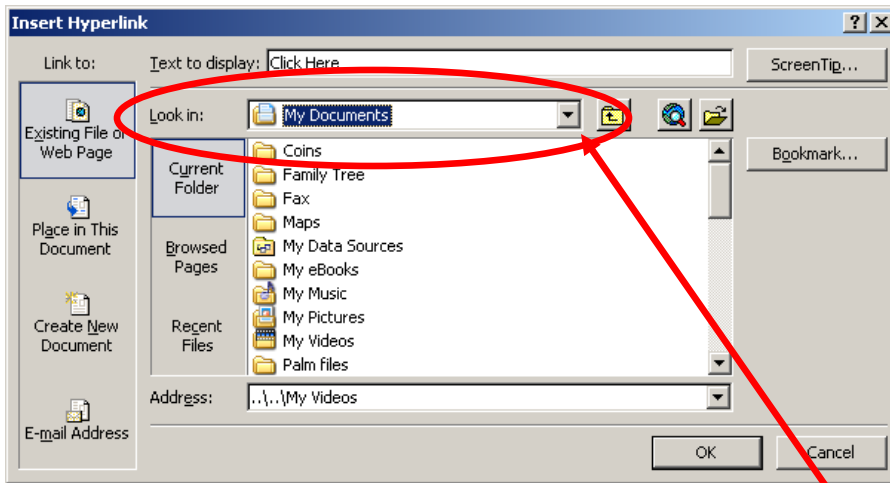 Insert Hyperlink
Link to:
Text to display: Click Here
ScreenTip...
Existing File or
Web Page
Look in: My Documents
Bookmark...
Current
Folder
Coins
Family Tree
Fax
Maps
My Data Sources
My eBooks
My Music
My Pictures
My Videos
Palm files
Place in This
Document
Browsed
Pages
Create New
Document
Recent
Files
E-mail Address
Address: ..\..\My Videos
OK
Cancel